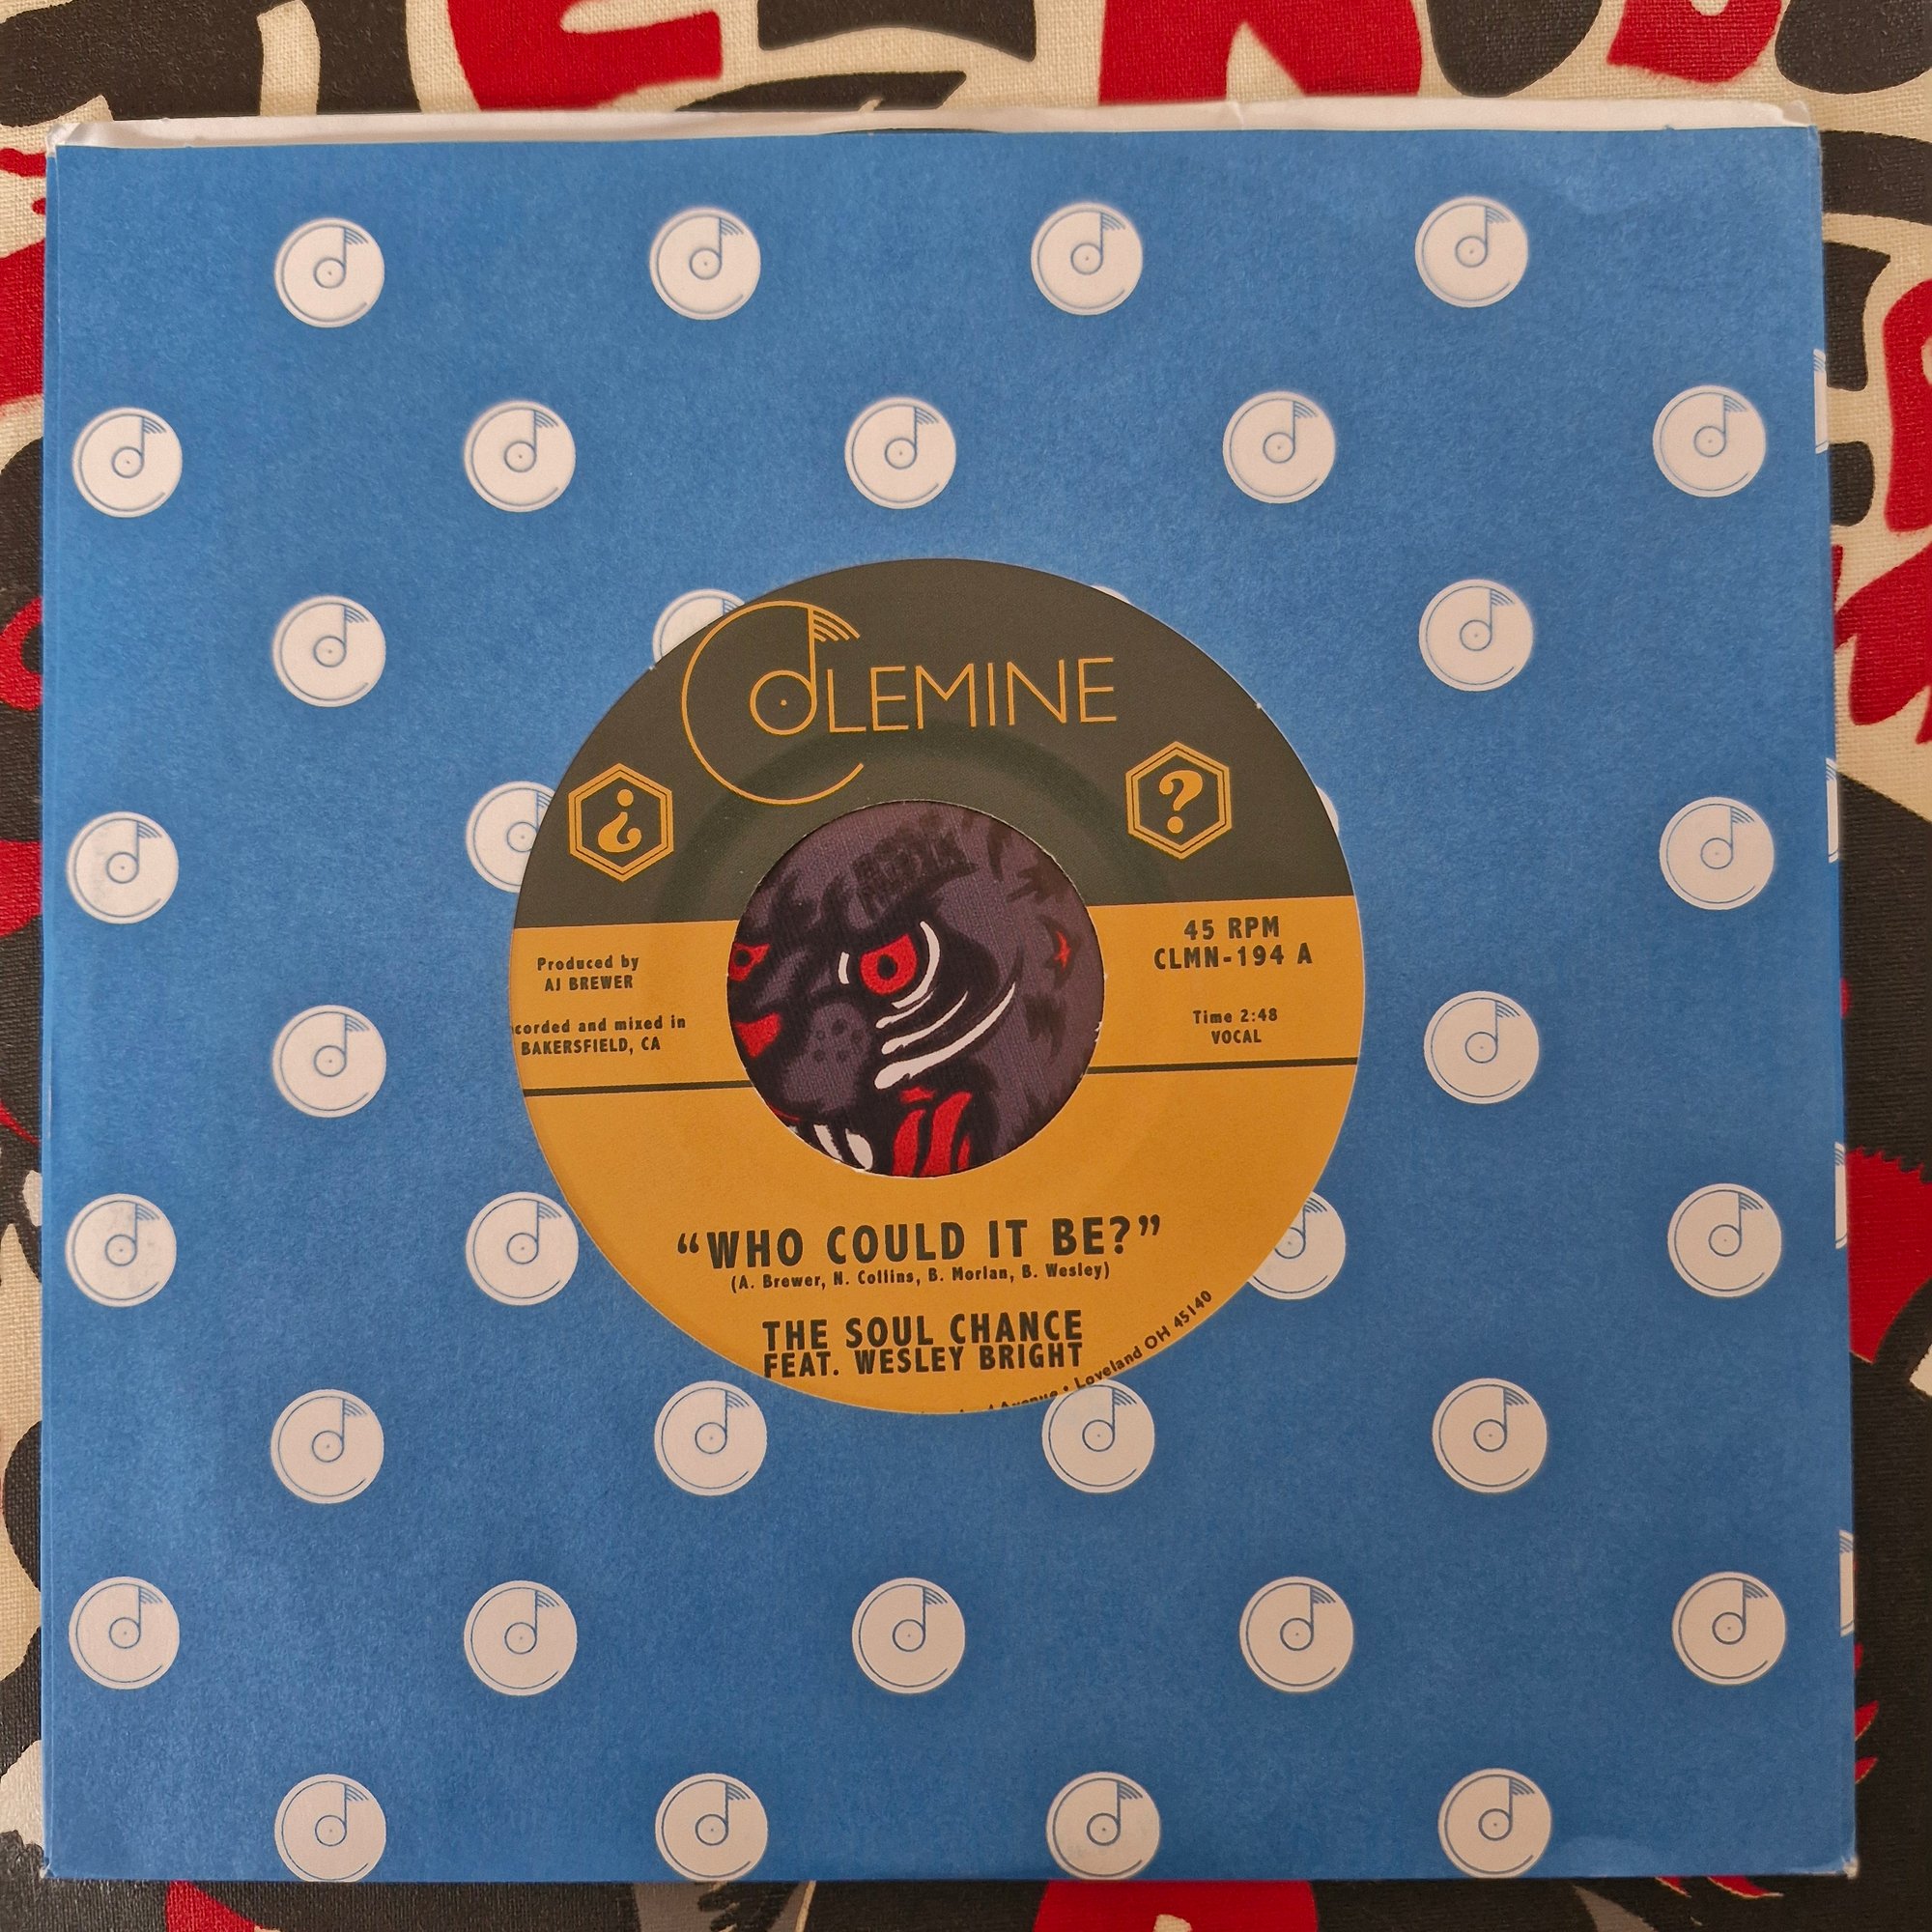 COLEMINE
¿
?
Produced by
AJ BREWER
corded and mixed in
BAKERSFIELD, CA
45 RPM
CLMN-194 A
Time 2:48
VOCAL
“WHO COULD IT BE?”
(A. Brewer, N. Collins, B. Morlan, B. Wesley)
THE SOUL CHANCE
FEAT. WESLEY BRIGHT
Avenue • Loveland OH 45140